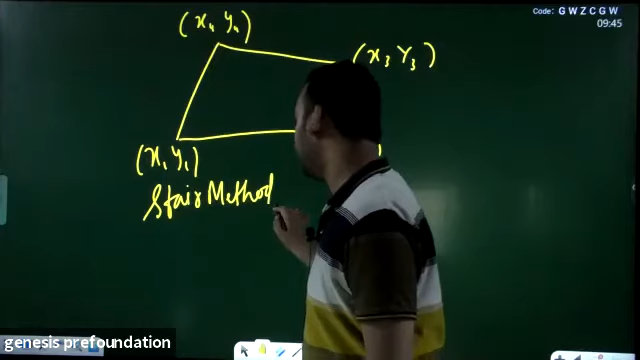 Code: G W Z C G W
09:45
(x₄ y₄)
(x₃ Y₃)
(x₁ y₁)
Stair Method
genesis prefoundation